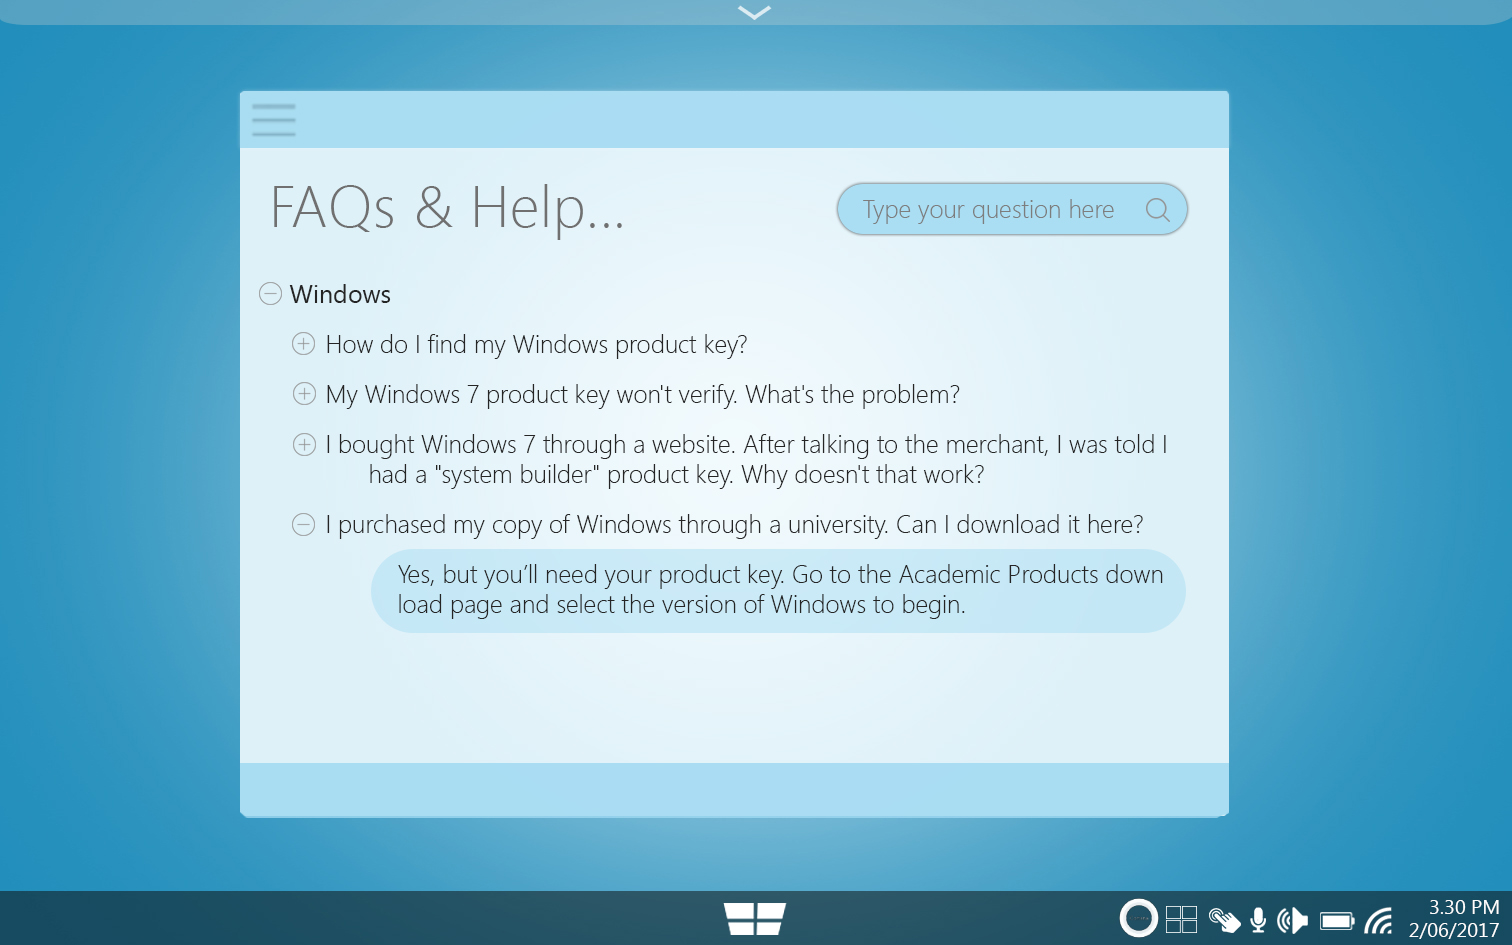 FAQs & Help...
Type your question here
Windows
How do I find my Windows product key?
My Windows 7 product key won't verify. What's the problem?
I bought Windows 7 through a website. After talking to the merchant, I was told I
had a "system builder" product key. Why doesn't that work?
I purchased my copy of Windows through a university. Can I download it here?
Yes, but you’ll need your product key. Go to the Academic Products down
load page and select the version of Windows to begin.
3.30 PM
2/06/2017